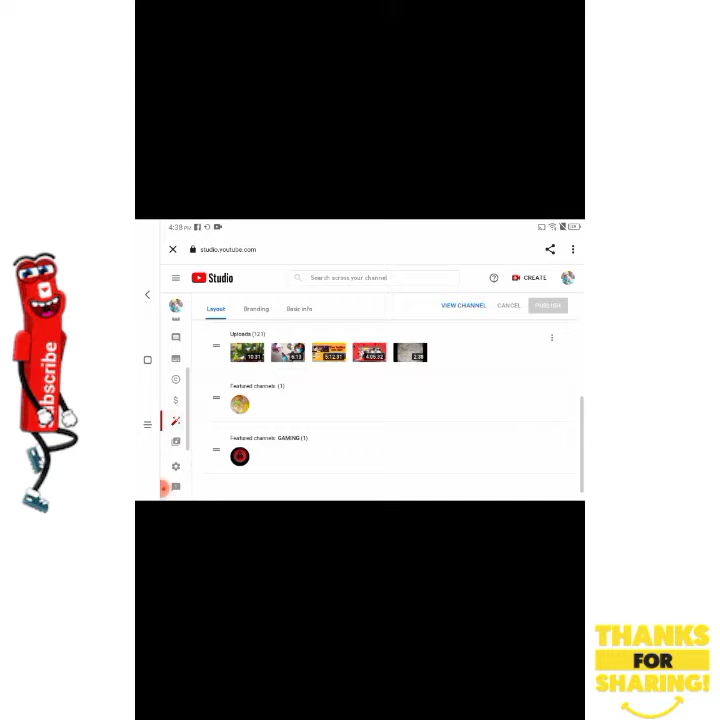 4:38 PM
studio.youtube.com
Studio
Search across your channel
CREATE
Layout
Branding
Basic info
VIEW CHANNEL
CANCEL
PUBLISH
Uploads (121)
10:31
6:13
5:12:31
4:05:32
2:38
Featured channels: (1)
Featured channels: GAMING (1)
Subscribe
THANKS
FOR
SHARING!